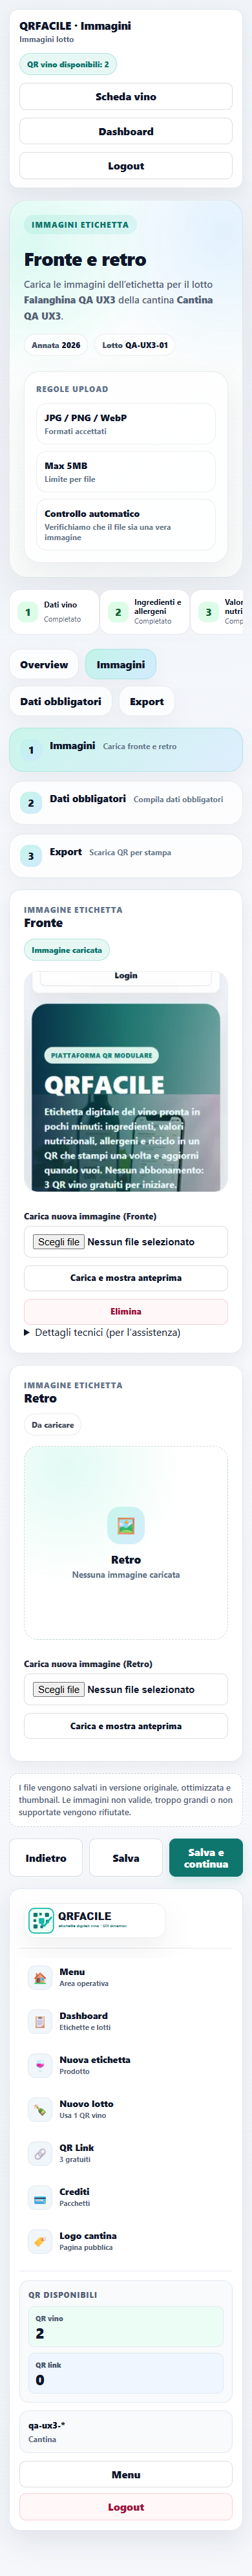 QRFACILE · Immagini
Immagini lotto
QR vino disponibili: 2
Scheda vino
Dashboard
Logout
IMMAGINI ETICHETTA
Fronte e retro
Carica le immagini dell'etichetta per il lotto
Falanghina QA UX3 della cantina Cantina
QA UX3.
Annata 2026
Lotto QA-UX3-01
REGOLE UPLOAD
JPG / PNG / WebP
Formati accettati
Max 5MB
Limite per file
Controllo automatico
Verifichiamo che il file sia una vera
immagine
1
Dati vino
Completato
2
Ingredienti e
allergeni
Completato
3
Valor
nutri
Comp
Overview
Immagini
Dati obbligatori
Export
1 Immagini Carica fronte e retro
2 Dati obbligatori Compila dati obbligatori
3 Export Scarica QR per stampa
IMMAGINE ETICHETTA
Fronte
Immagine caricata
Login
PIATTAFORMA QR MODULARE
QRFACILE
Etichetta digitale del vino pronta in
pochi minuti: ingredienti, valori
nutrizionali, allergeni e riciclo in un
QR che stampi una volta e aggiorni
quando vuoi. Nessun abbonamento:
3 QR vino gratuiti per iniziare.
Carica nuova immagine (Fronte)
Scegli file Nessun file selezionato
Carica e mostra anteprima
Elimina
Dettagli tecnici (per l'assistenza)
IMMAGINE ETICHETTA
Retro
Da caricare
Retro
Nessuna immagine caricata
Carica nuova immagine (Retro)
Scegli file Nessun file selezionato
Carica e mostra anteprima
I file vengono salvati in versione originale, ottimizzata e
thumbnail. Le immagini non valide, troppo grandi o non
supportate vengono rifiutate.
Indietro
Salva
Salva e
continua
QRFACILE
Menu
Area operativa
Dashboard
Etichette e lotti
Nuova etichetta
Prodotto
Nuovo lotto
Usa 1 QR vino
QR Link
3 gratuiti
Crediti
Pacchetti
Logo cantina
Pagina pubblica
QR DISPONIBILI
QR vino
2
QR link
0
qa-ux3-*
Cantina
Menu
Logout